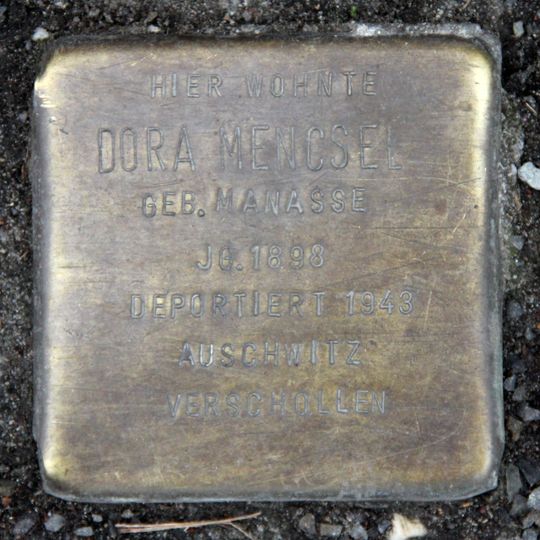 HIER WOHNTE
DORA MENCSEL
GEB. MANASSE
JG. 1898
DEPORTIERT 1943
AUSCHWITZ
VERSCHOLLEN